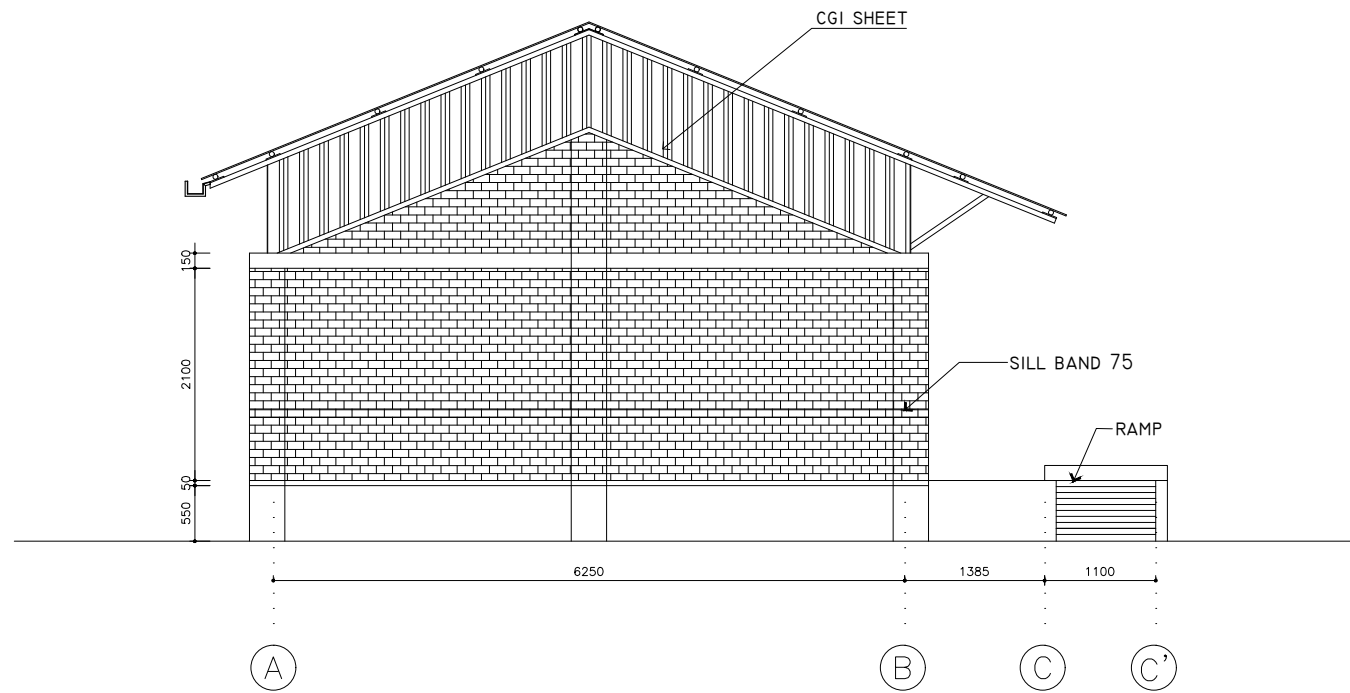 CGI SHEET
150
2100
SILL BAND 75
RAMP
50
550
6250
1385
1100
A
B
C
C'